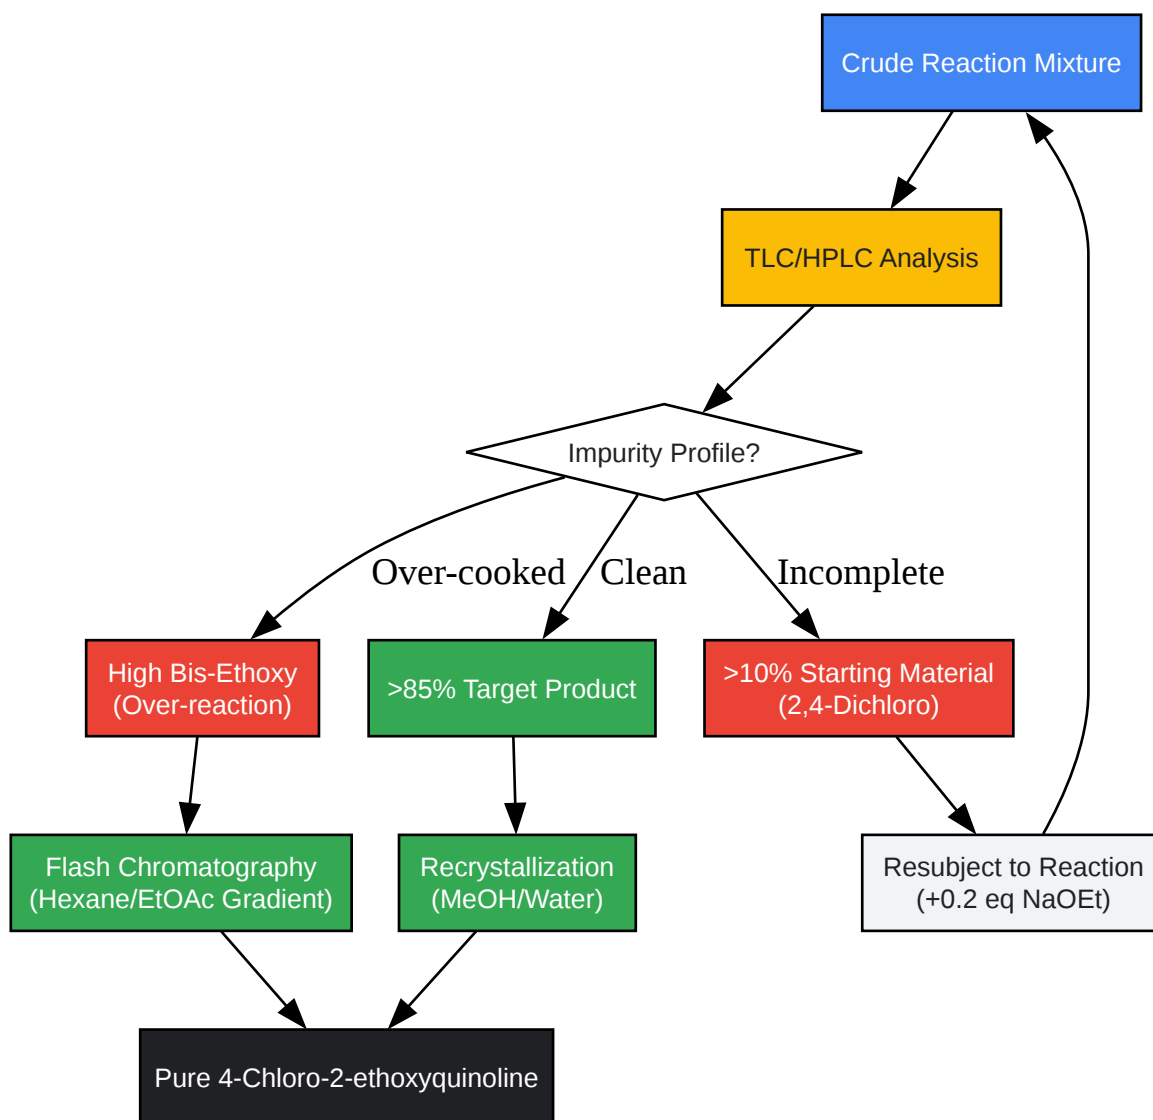 Crude Reaction Mixture
TLC/HPLC Analysis
Impurity Profile?
Over-cooked
Clean
Incomplete
High Bis-Ethoxy
(Over-reaction)
>85% Target Product
>10% Starting Material
(2,4-Dichloro)
Flash Chromatography
(Hexane/EtOAc Gradient)
Recrystallization
(MeOH/Water)
Resubject to Reaction
(+0.2 eq NaOEt)
Pure 4-Chloro-2-ethoxyquinoline